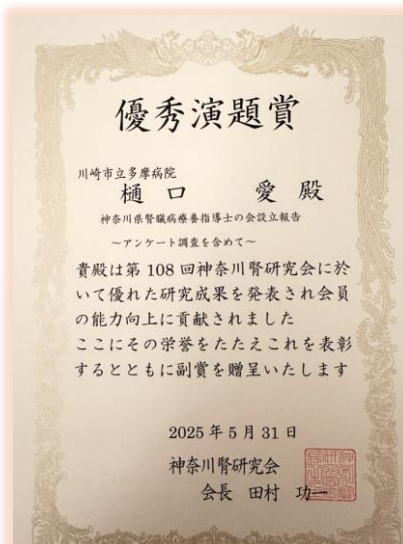 優秀演題賞
川崎市立多摩病院
樋口 愛 殿
神奈川県腎臓病療養指導士の会設立報告
～アンケート調査を含めて～
貴殿は第108回神奈川腎研究会に於
いて優れた研究成果を発表され会員
の能力向上に貢献されました
ここにその栄誉をたたえこれを表彰
するとともに副賞を贈呈いたします
2025年5月31日
神奈川腎研究会
会長 田村 功一